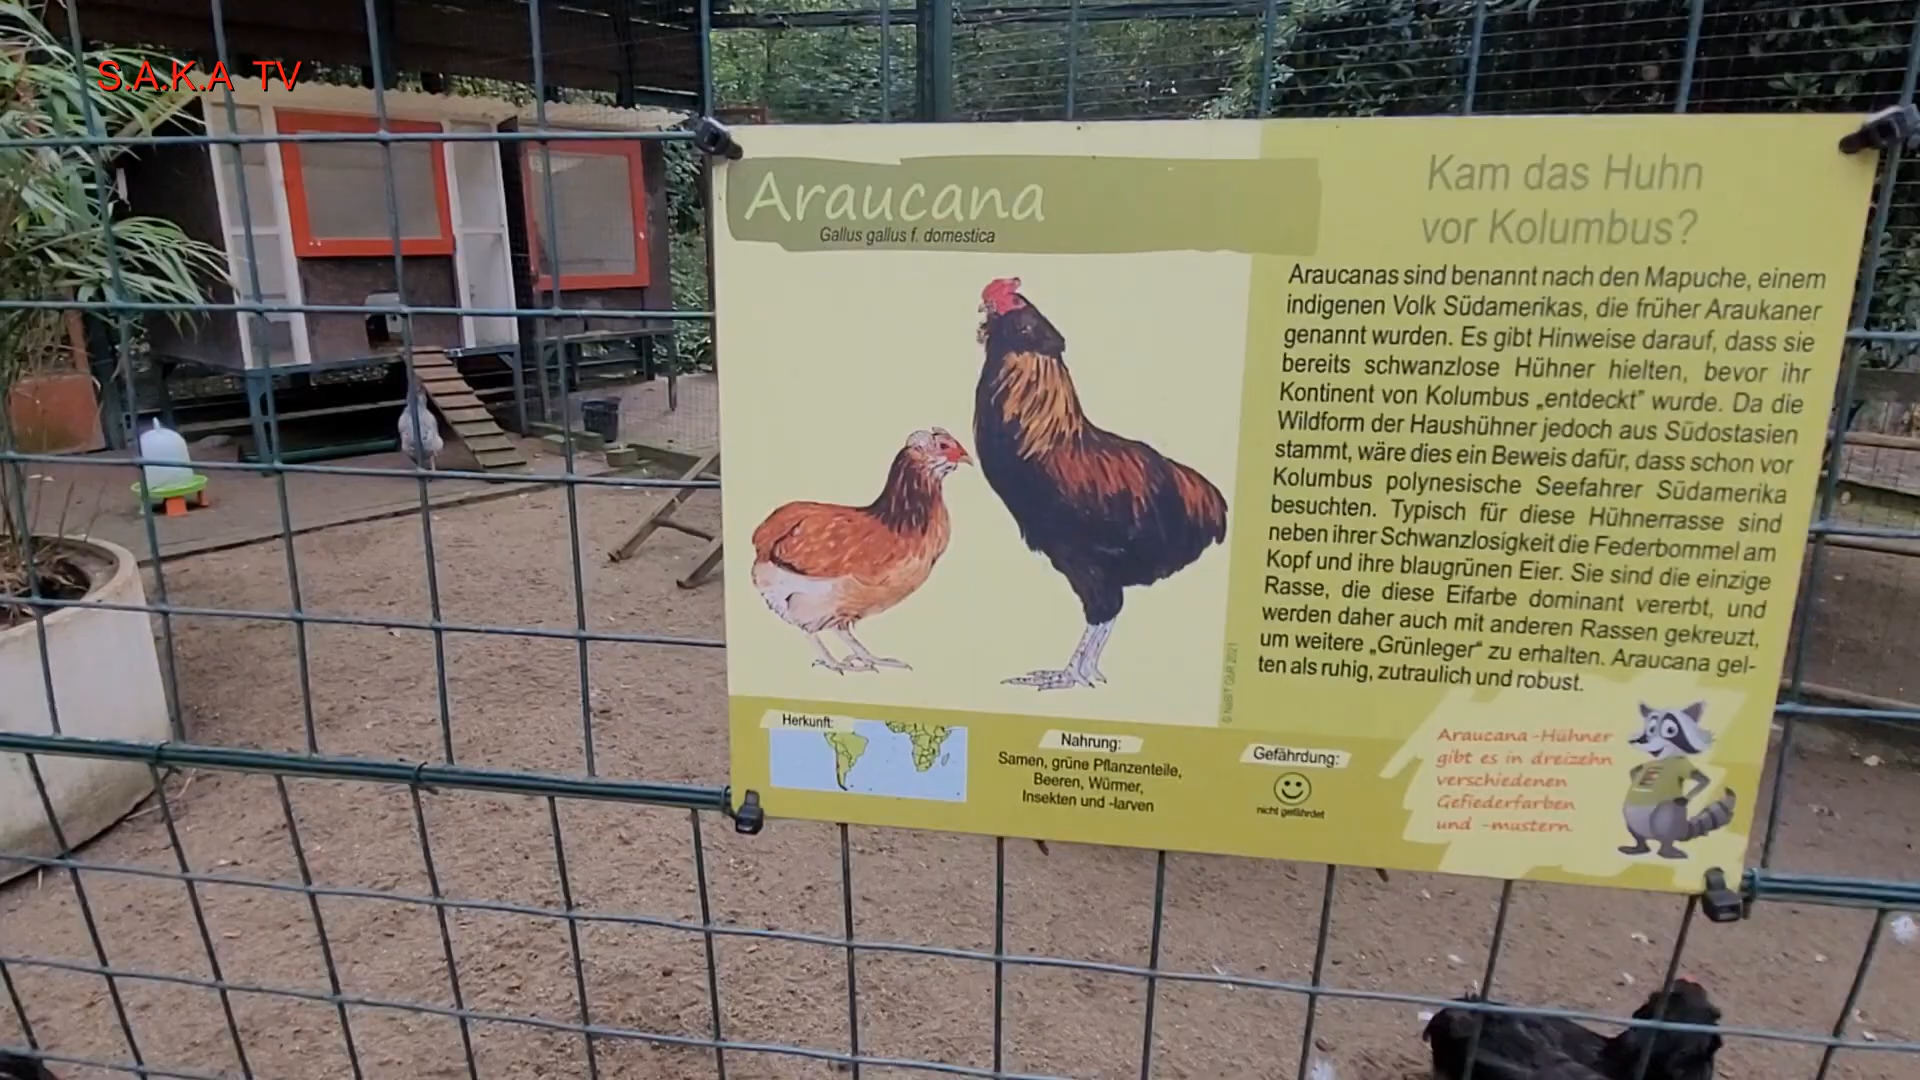 S.A.K.A TV
Araucana
Gallus gallus f. domestica
Kam das Huhn
vor Kolumbus?
Araucanas sind benannt nach den Mapuche, einem
indigenen Volk Südamerikas, die früher Araukaner
genannt wurden. Es gibt Hinweise darauf, dass sie
bereits schwanzlose Hühner hielten, bevor ihr
Kontinent von Kolumbus „entdeckt" wurde. Da die
Wildform der Haushühner jedoch aus Südostasien
stammt, wäre dies ein Beweis dafür, dass schon vor
Kolumbus polynesische Seefahrer Südamerika
besuchten. Typisch für diese Hühnerrasse sind
neben ihrer Schwanzlosigkeit die Federbommel am
Kopf und ihre blaugrünen Eier. Sie sind die einzige
Rasse, die diese Eifarbe dominant vererbt, und
werden daher auch mit anderen Rassen gekreuzt,
um weitere „Grünleger" zu erhalten. Araucana gel-
ten als ruhig, zutraulich und robust.
Herkunft:
Nahrung:
Samen, grüne Pflanzenteile,
Beeren, Würmer,
Insekten und -larven
Gefährdung:
nicht gefährdet
Araucana-Hühner
gibt es in dreizehn
verschiedenen
Gefiederfarben
und -mustern.